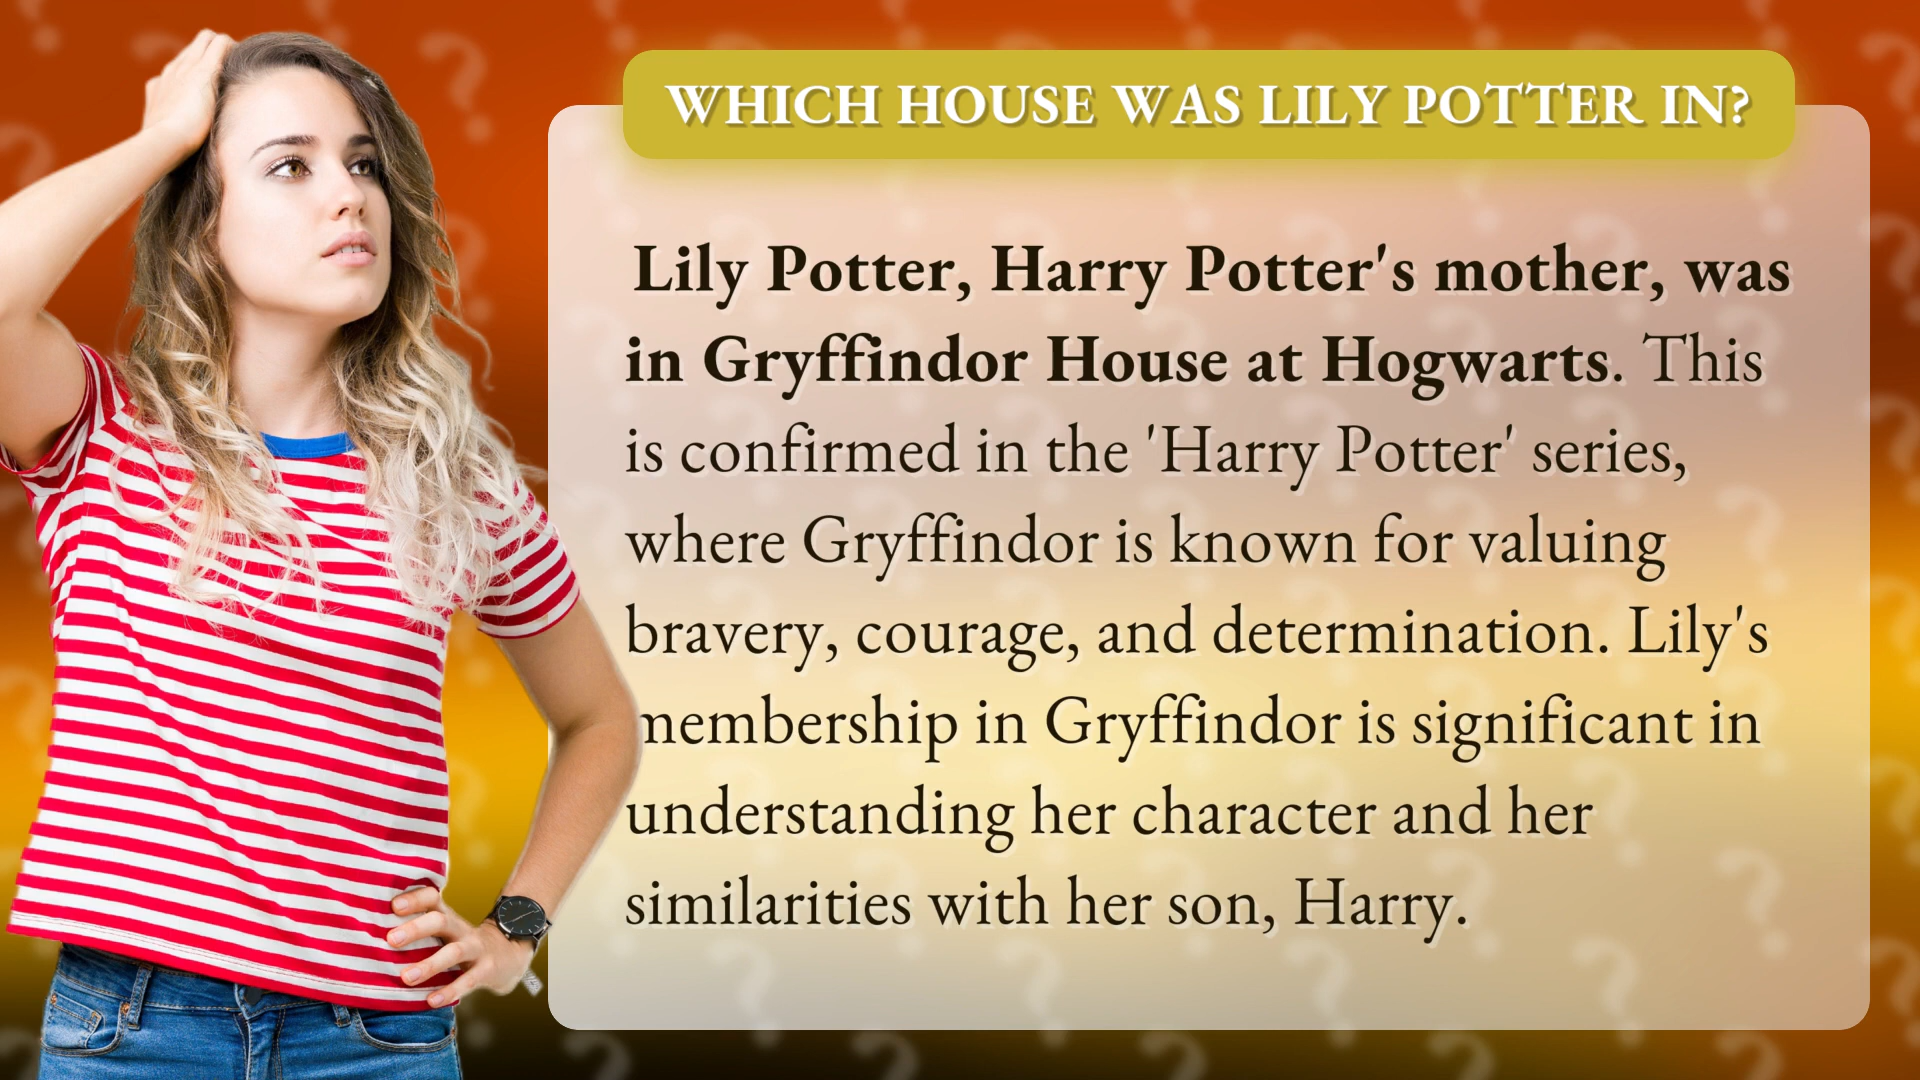 WHICH HOUSE WAS LILY POTTER IN?
Lily Potter, Harry Potter's mother, was
in Gryffindor House at Hogwarts. This
is confirmed in the 'Harry Potter' series,
where Gryffindor is known for valuing
bravery, courage, and determination. Lily's
membership in Gryffindor is significant in
understanding her character and her
similarities with her son, Harry.